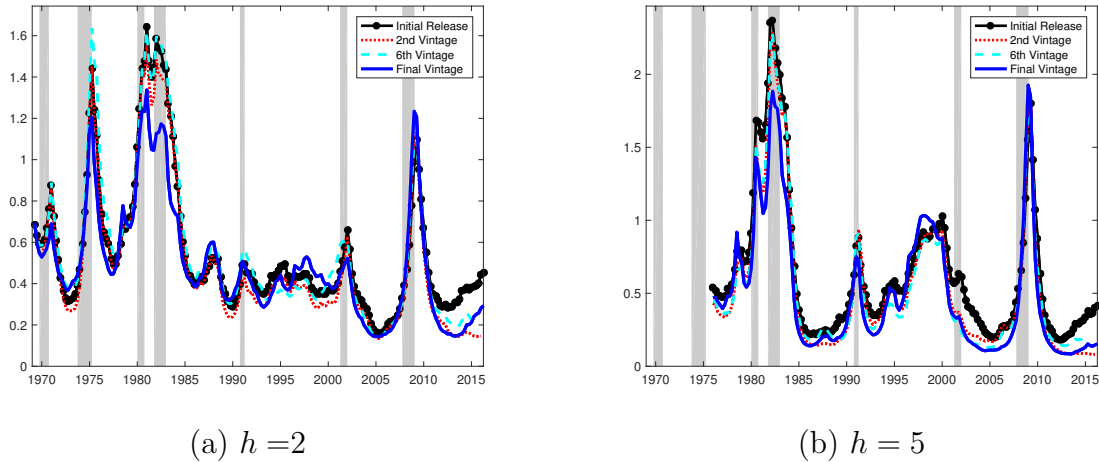 Initial Release
2nd Vintage
6th Vintage
Final Vintage
1.6
1.4
1.2
1
0.8
0.6
0.4
0.2
0
1970 1975 1980 1985 1990 1995 2000 2005 2010 2015
(a) h =2
Initial Release
2nd Vintage
6th Vintage
Final Vintage
2
1.5
1
0.5
0
1970 1975 1980 1985 1990 1995 2000 2005 2010 2015
(b) h = 5